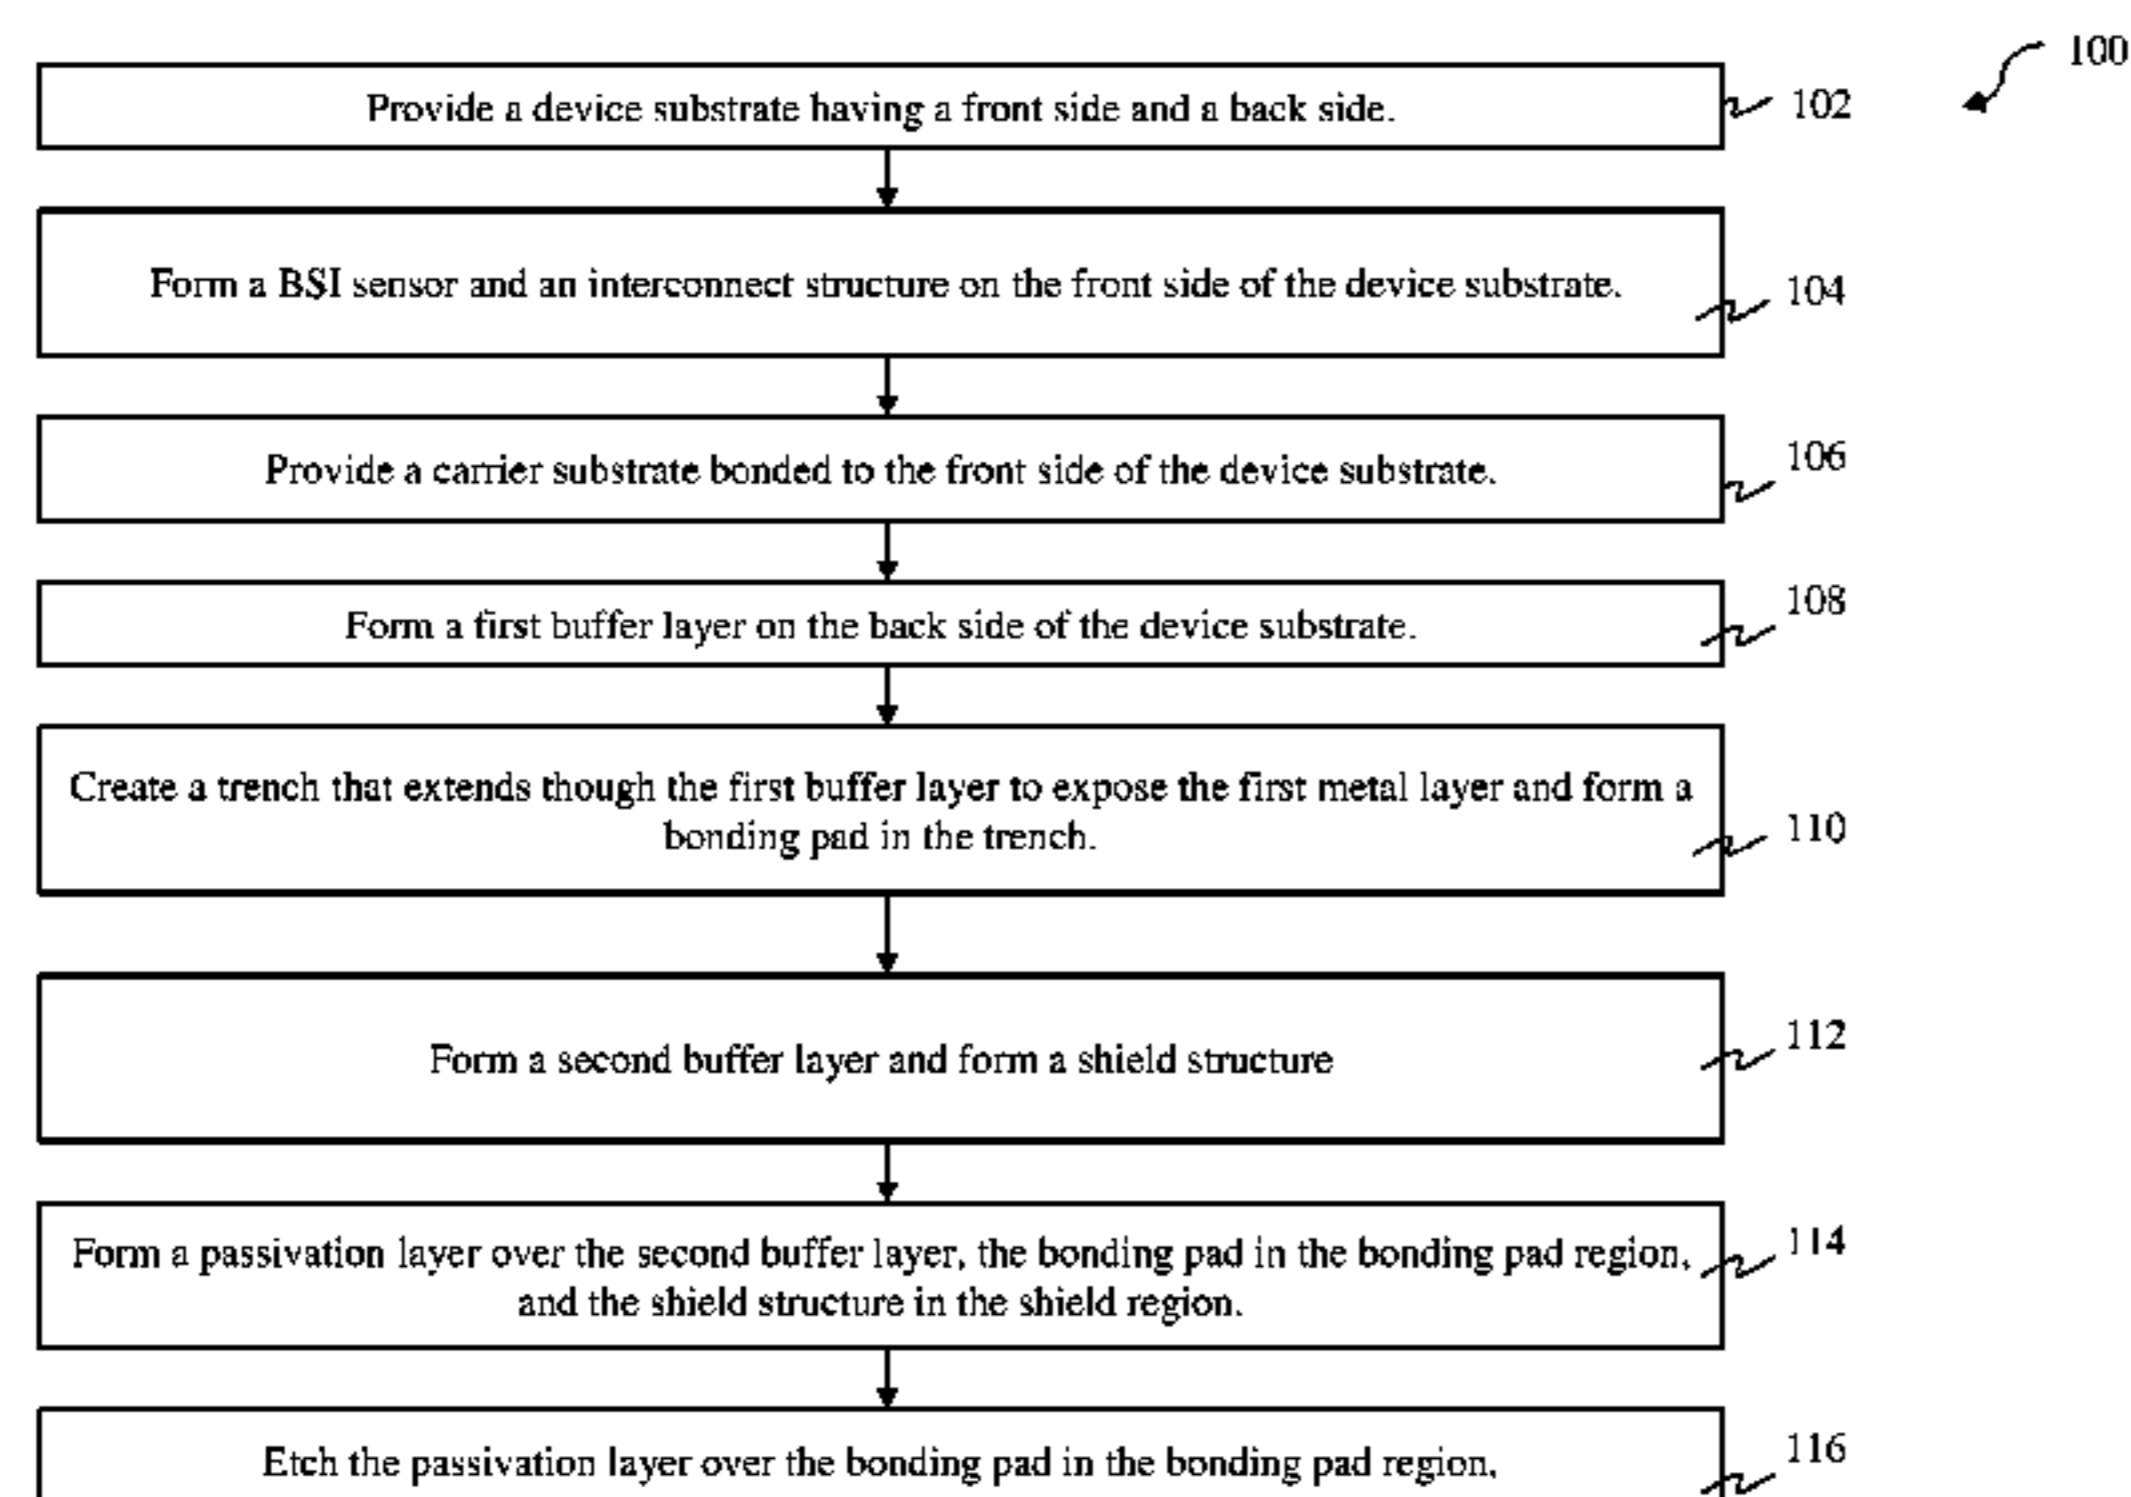 100
Provide a device substrate having a front side and a back side.
102
Form a BSI sensor and an interconnect structure on the front side of the device substrate.
104
Provide a carrier substrate bonded to the front side of the device substrate.
106
Form a first buffer layer on the back side of the device substrate.
108
Create a trench that extends though the first buffer layer to expose the first metal layer and form a
bonding pad in the trench.
110
Form a second buffer layer and form a shield structure
112
Form a passivation layer over the second buffer layer, the bonding pad in the bonding pad region,
and the shield structure in the shield region.
114
Etch the passivation layer over the bonding pad in the bonding pad region,
116